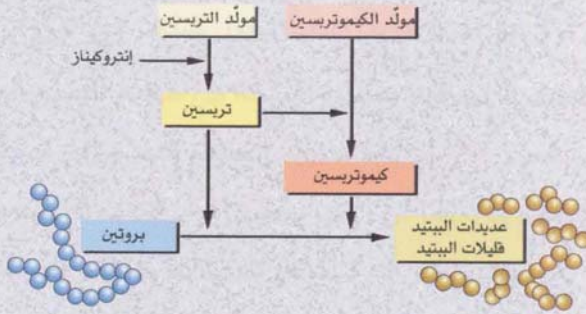 مولّد الكيموتربسين
مولّد التربسين
إنتروكيناز
تربسين
كيموتربسين
بروتين
عديدات الببتيد
قليلات الببتيد